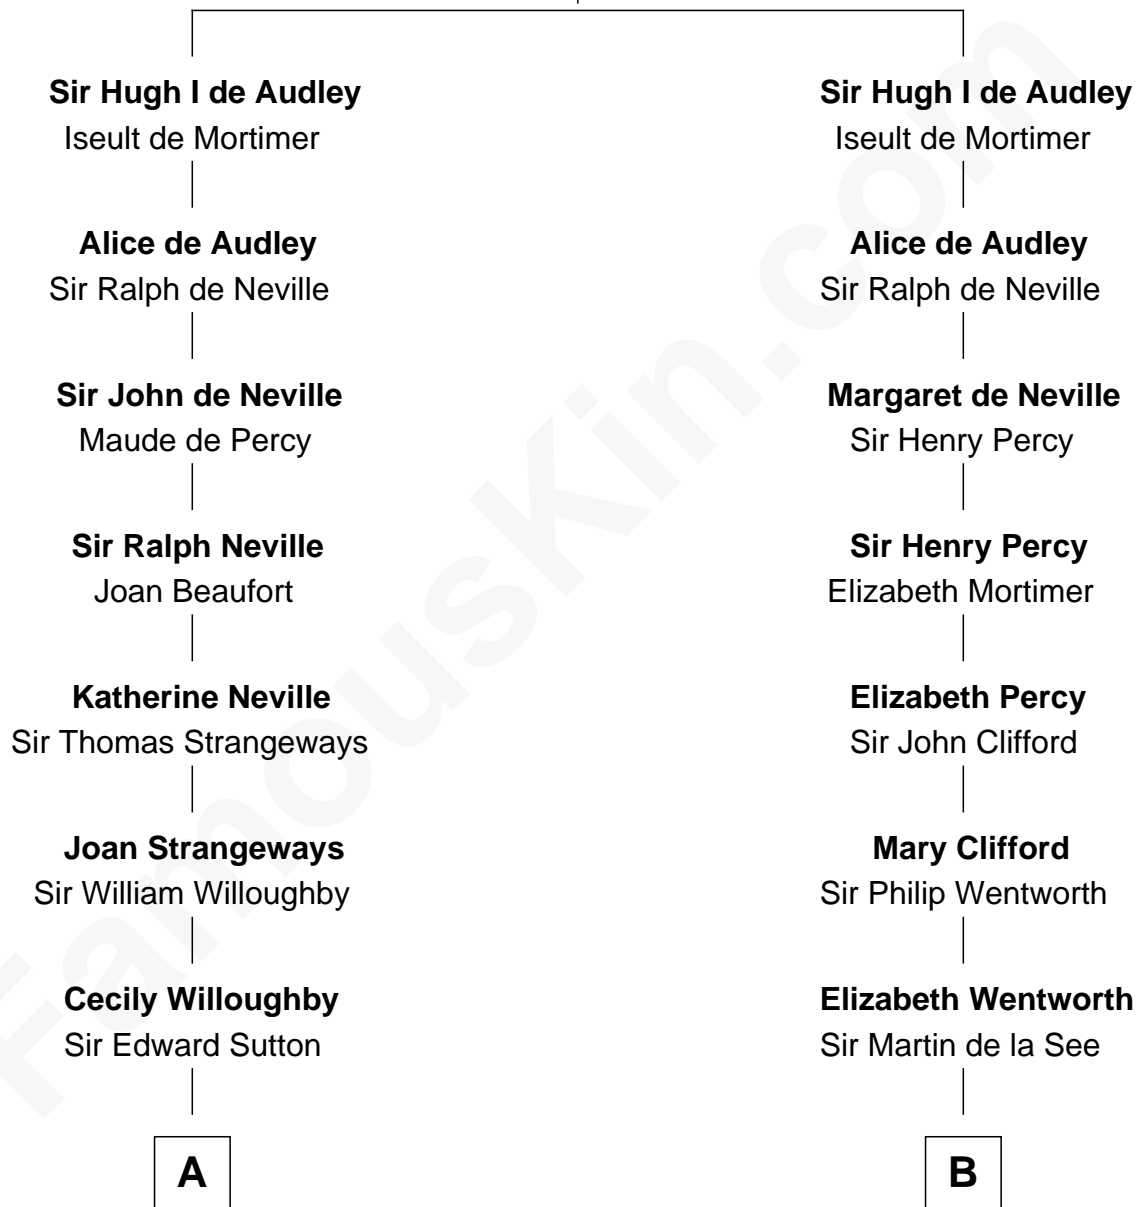 Sir Hugh I de Audley
Iseult de Mortimer
Alice de Audley
Sir Ralph de Neville
Sir John de Neville
Maude de Percy
Sir Ralph Neville
Joan Beaufort
Katherine Neville
Sir Thomas Strangeways
Joan Strangeways
Sir William Willoughby
Cecily Willoughby
Sir Edward Sutton
A
Sir Hugh I de Audley
Iseult de Mortimer
Alice de Audley
Sir Ralph de Neville
Margaret de Neville
Sir Henry Percy
Sir Henry Percy
Elizabeth Mortimer
Elizabeth Percy
Sir John Clifford
Mary Clifford
Sir Philip Wentworth
Elizabeth Wentworth
Sir Martin de la See
B
FamousKin.com